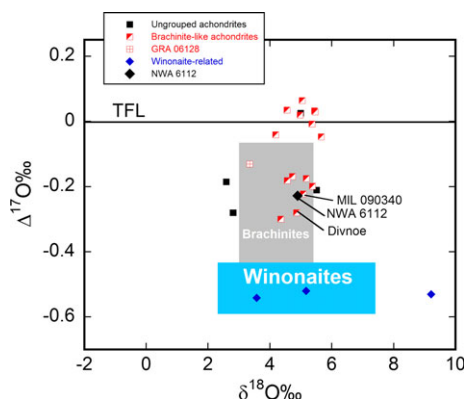 Ungrouped achondrites
Brachinite-like achondrites
GRA 06128
Winonaite-related
NWA 6112
0.2
TFL
0
-0.2
MIL 090340
NWA 6112
Brachinites
Divnoe
-0.4
Winonaites
-0.6
-2 0 2 4 6 8 10
Δ¹⁷O‰
δ¹⁸O‰